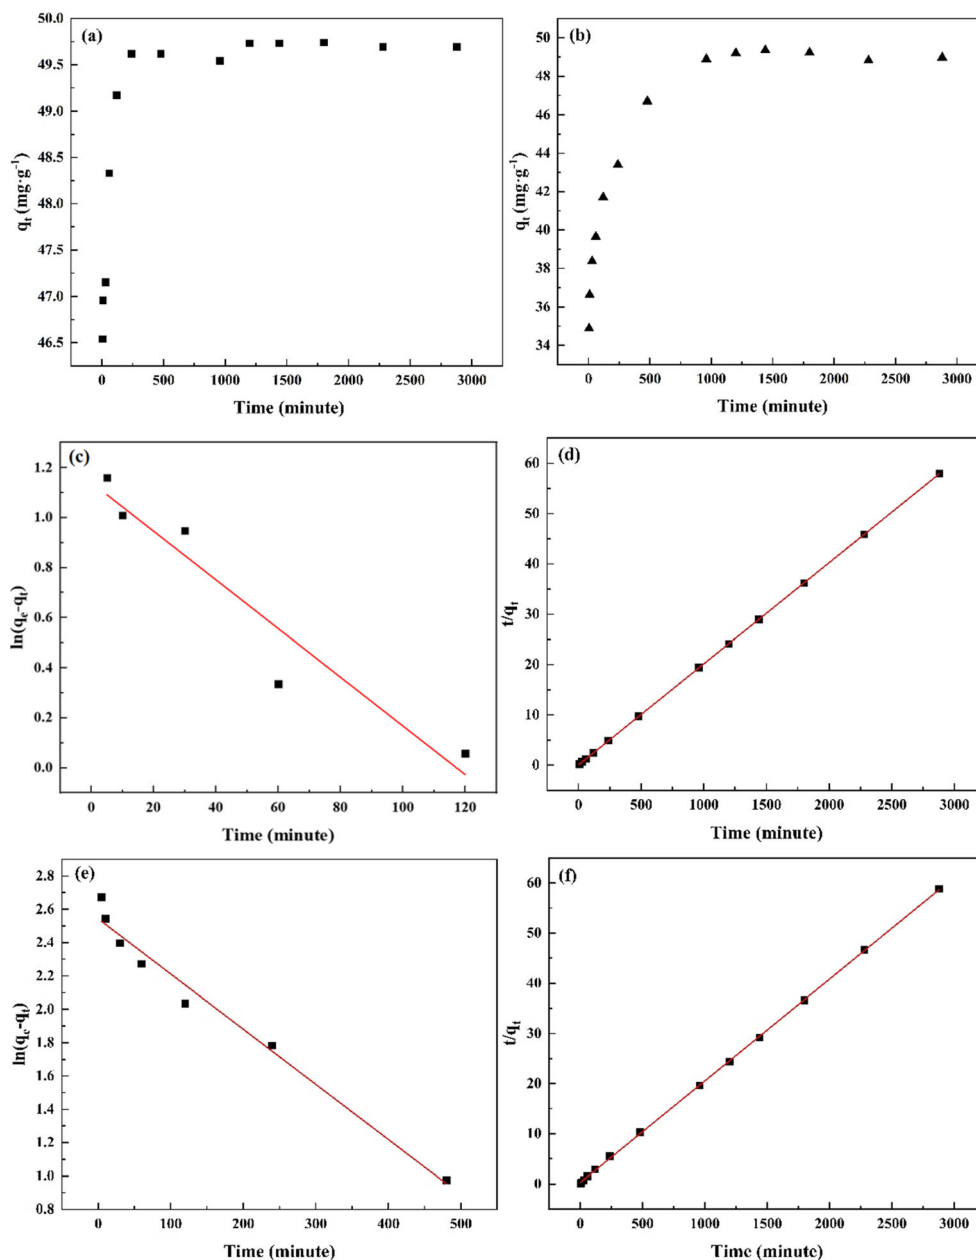 (a)
50.0
49.5
49.0
48.5
48.0
47.5
47.0
46.5
qt (mg·g-1)
0 500 1000 1500 2000 2500 3000
Time (minute)
(b)
50
48
46
44
42
40
38
36
34
qt (mg·g-1)
0 500 1000 1500 2000 2500 3000
Time (minute)
(c)
1.2
1.0
0.8
0.6
0.4
0.2
0.0
ln(qe-qt)
0 20 40 60 80 100 120
Time (minute)
(d)
60
50
40
30
20
10
0
t/qt
0 500 1000 1500 2000 2500 3000
Time (minute)
(e)
2.8
2.6
2.4
2.2
2.0
1.8
1.6
1.4
1.2
1.0
0.8
ln(qe-qt)
0 100 200 300 400 500
Time (minute)
(f)
60
50
40
30
20
10
0
t/qt
0 500 1000 1500 2000 2500 3000
Time (minute)